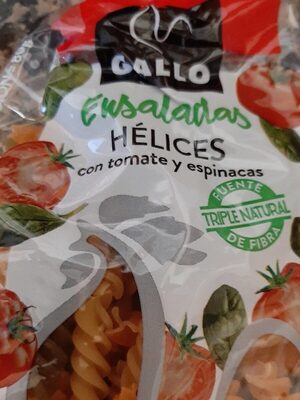 GALLO
Ensaladas
HÉLICES
con tomate y espinacas
FUENTE
TRIPLE NATURAL
DE FIBRA